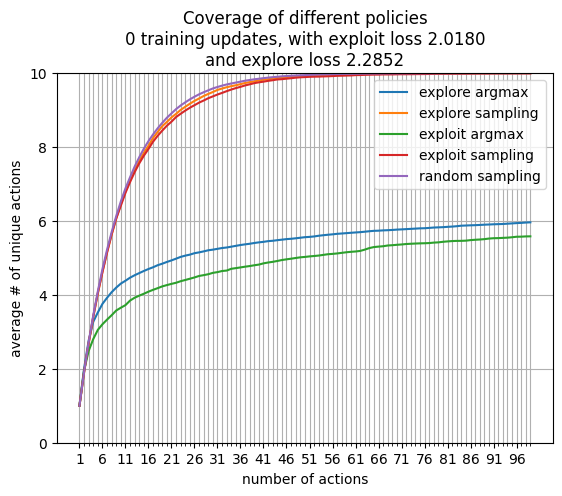 Coverage of different policies
0 training updates, with exploit loss 2.0180
and explore loss 2.2852
10
8
6
4
2
0
average # of unique actions
explore argmax
explore sampling
exploit argmax
exploit sampling
random sampling
1 6 11 16 21 26 31 36 41 46 51 56 61 66 71 76 81 86 91 96
number of actions